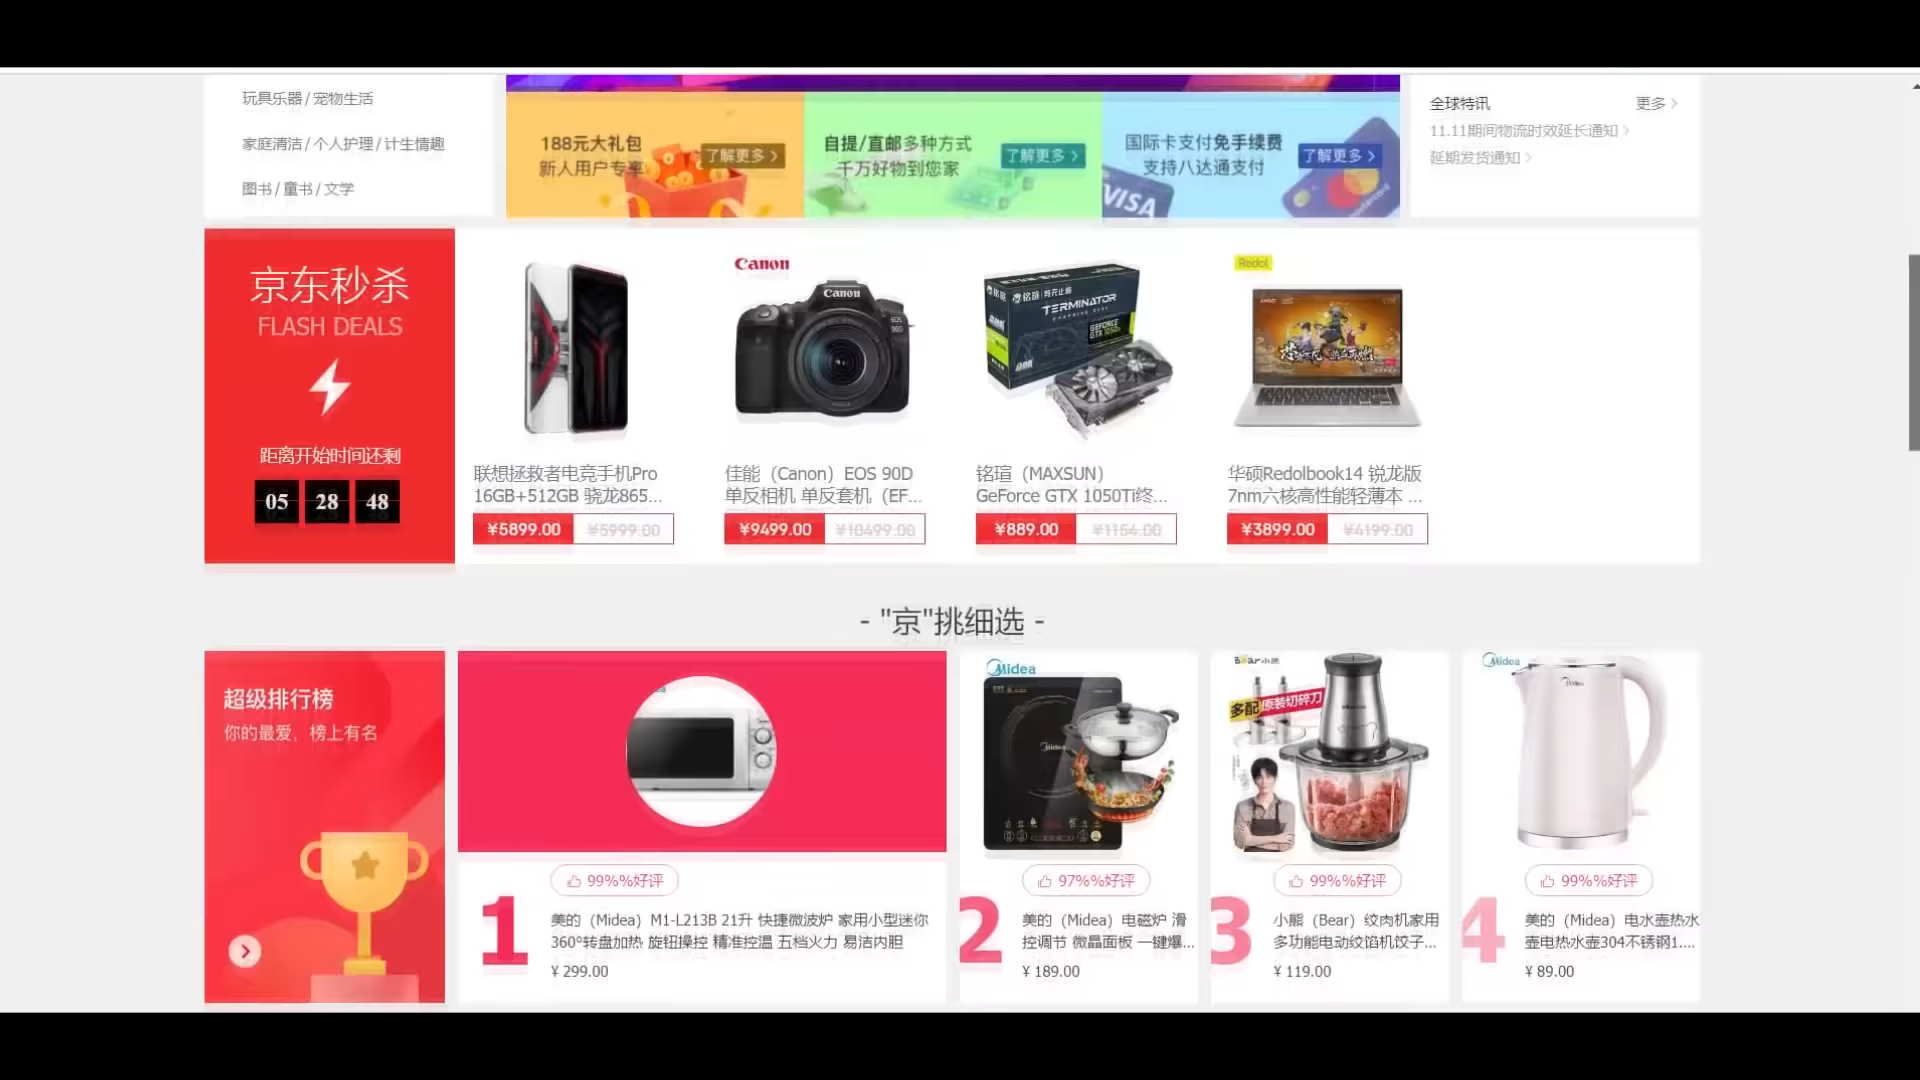 玩具乐器 / 宠物生活
家庭清洁 / 个人护理 / 计生情趣
图书 / 童书 / 文学
188元大礼包
新人用户专享
了解更多 >
自提/直邮多种方式
千万好物到您家
了解更多 >
国际卡支付免手续费
支持八达通支付
了解更多 >
VISA
全球特讯
更多 >
11.11期间物流时效延长通知 >
延期发货通知 >
京东秒杀
FLASH DEALS
距离开始时间还剩
05 28 48
联想拯救者电竞手机Pro
16GB+512GB 骁龙865...
¥5899.00 ¥5999.00
Canon
Canon
佳能（Canon）EOS 90D
单反相机 单反套机（EF...
¥9499.00 ¥10499.00
铭瑄
TERMINATOR
GEFORCE
铭瑄（MAXSUN）
GeForce GTX 1050Ti终...
¥889.00 ¥1154.00
Redol
华硕Redolbook14 锐龙版
7nm六核高性能轻薄本 ...
¥3899.00 ¥4199.00
- "京"挑细选 -
超级排行榜
你的最爱，榜上有名
1
99%%好评
美的（Midea）M1-L213B 21升 快捷微波炉 家用小型迷你
360°转盘加热 旋钮操控 精准控温 五档火力 易洁内胆
¥ 299.00
Midea
Midea
2
97%%好评
美的（Midea）电磁炉 滑
控调节 微晶面板 一键爆...
¥ 189.00
Bear小熊
多配原装切碎刀
3
99%%好评
小熊（Bear）绞肉机家用
多功能电动绞馅机饺子...
¥ 119.00
Midea
Midea
4
99%%好评
美的（Midea）电水壶热水
壶电热水壶304不锈钢1....
¥ 89.00